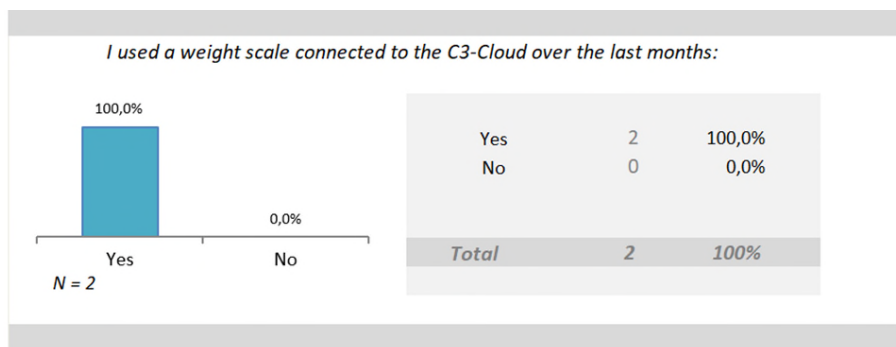 I used a weight scale connected to the C3-Cloud over the last months:
100,0%
0,0%
Yes No
N = 2
Yes 2 100,0%
No 0 0,0%
Total 2 100%